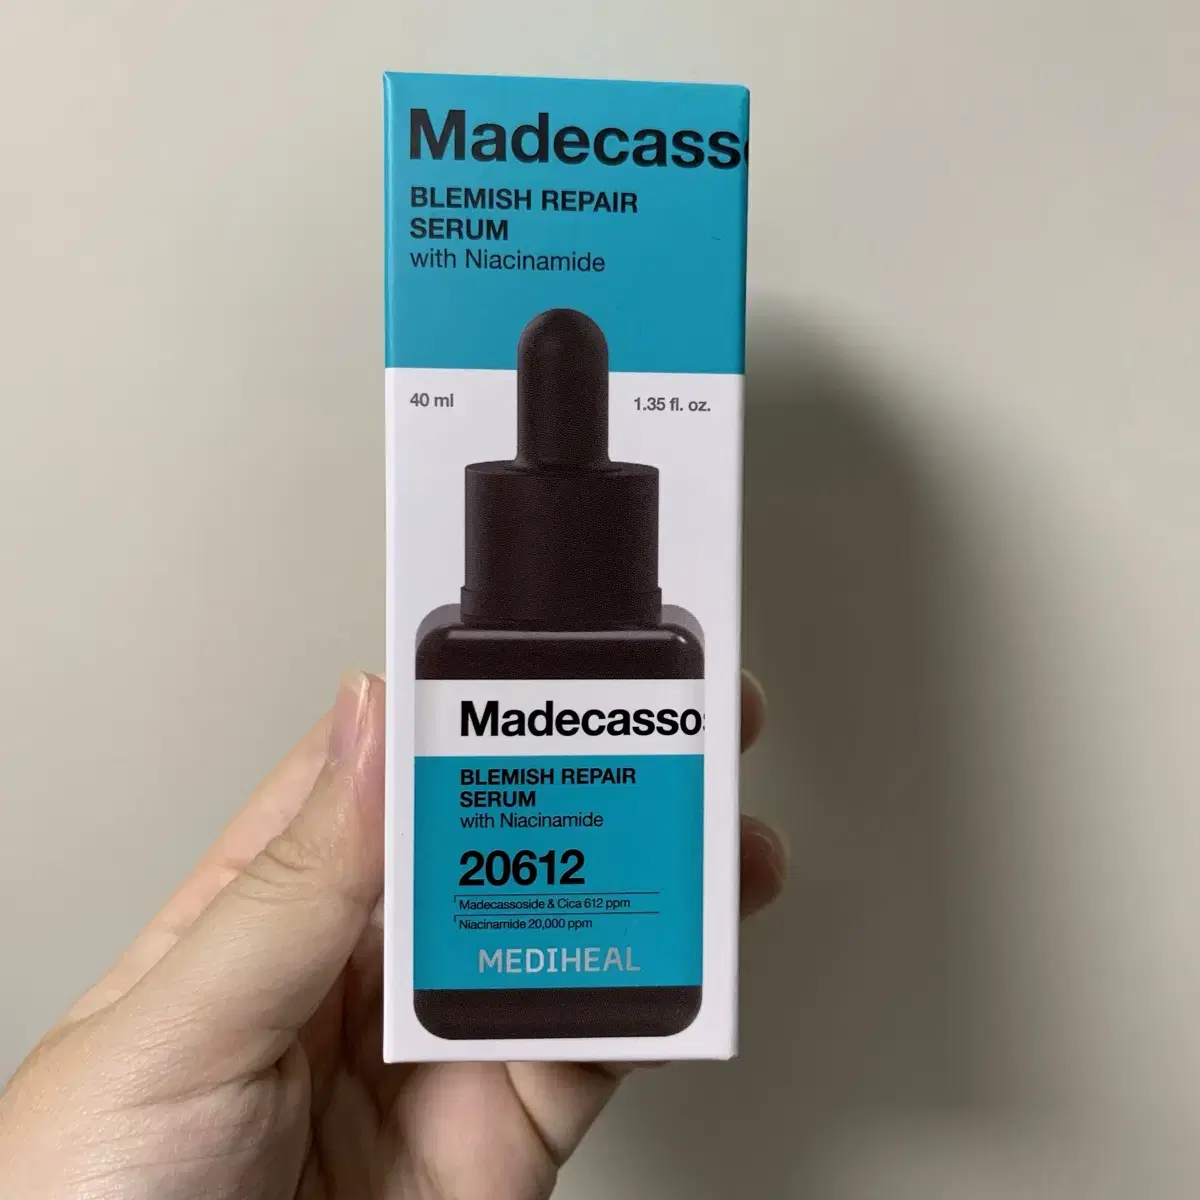 Madecasso
BLEMISH REPAIR
SERUM
with Niacinamide
40 ml
1.35 fl. oz.
Madecassos
BLEMISH REPAIR
SERUM
with Niacinamide
20612
Madecassoside & Cica 612 ppm
Niacinamide 20,000 ppm
MEDIHEAL